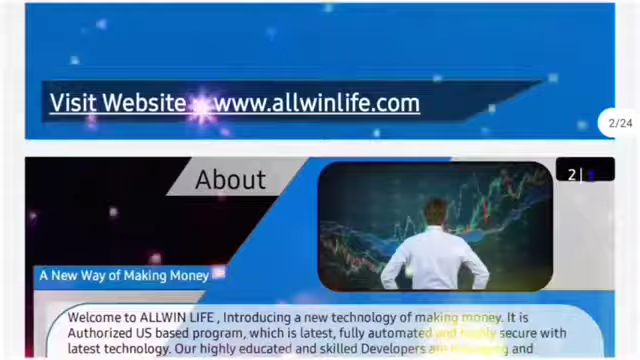 Visit Website : www.allwinlife.com
2/24
About
2|
A New Way of Making Money
Welcome to ALLWIN LIFE , Introducing a new technology of making money. It is
Authorized US based program, which is latest, fully automated and highly secure with
latest technology. Our highly educated and skilled Developers are and